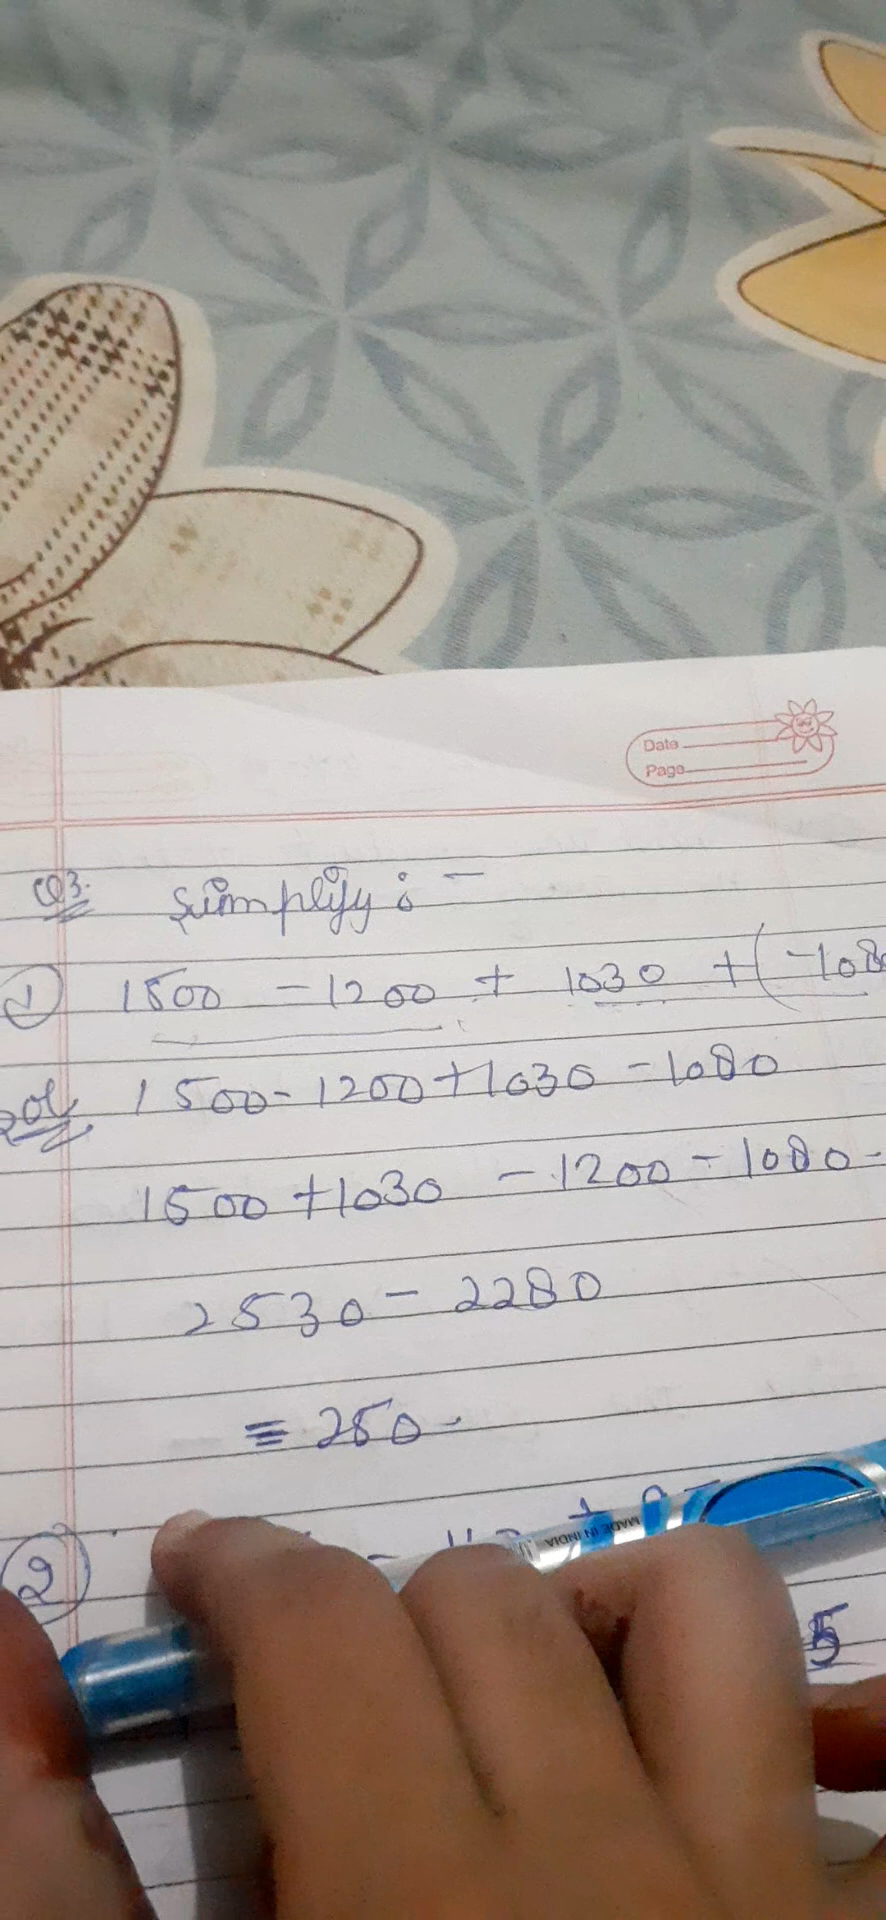 Date
Page
Q3. Simplify :-
1 1500 - 1200 + 1030 + (-108
Sol 1500 - 1200 + 1030 - 1080
1500 + 1030 - 1200 - 1080
2530 - 2280
= 250
MADE IN INDIA
2
5